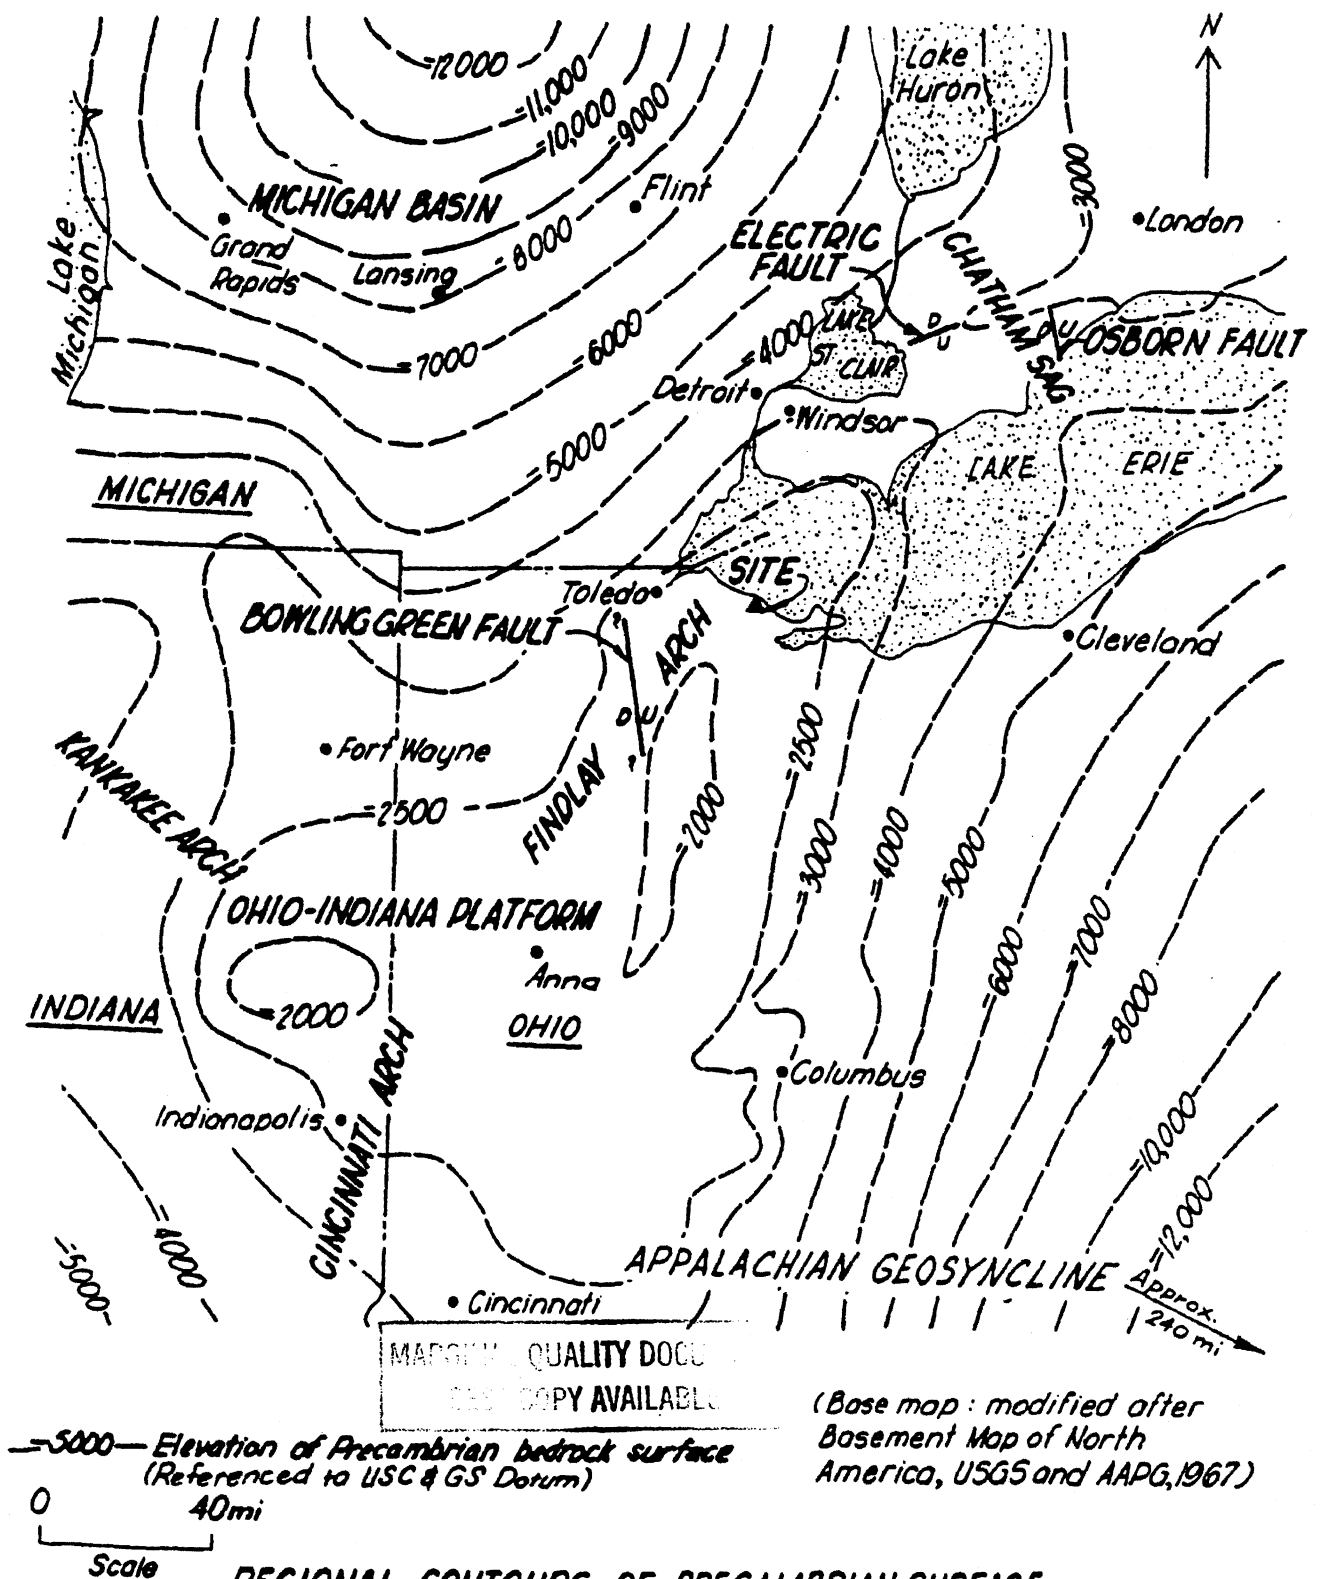 N
Lake
Huron
=12000
=11,000
=10,000
=9000
=3000
MICHIGAN BASIN
Flint
London
Grand
Rapids
Lansing
=8000
ELECTRIC
FAULT
CHATHAM SAG
Lake
Michigan
=7000
=6000
=4000
LAKE
ST. CLAIR
D
U
D U
OSBORN FAULT
Detroit
Windsor
=5000
LAKE ERIE
MICHIGAN
SITE
Toledo
BOWLING GREEN FAULT
?
D U
?
FINDLAY ARCH
Cleveland
KANKAKEE ARCH
Fort Wayne
=2500
=2000
=2500
=3000
=4000
=5000
=6000
=7000
=8000
OHIO-INDIANA PLATFORM
Anna
INDIANA
=2000
OHIO
Columbus
Indianapolis
CINCINNATI ARCH
=10,000
=12,000
=4000
=5000
APPALACHIAN GEOSYNCLINE
Approx.
240 mi
Cincinnati
QUALITY DOCU
COPY AVAILABL
=5000 Elevation of Precambrian bedrock surface
(Referenced to USC & GS Datum)
(Base map: modified after
Basement Map of North
America, USGS and AAPG, 1967)
0 40mi
Scale